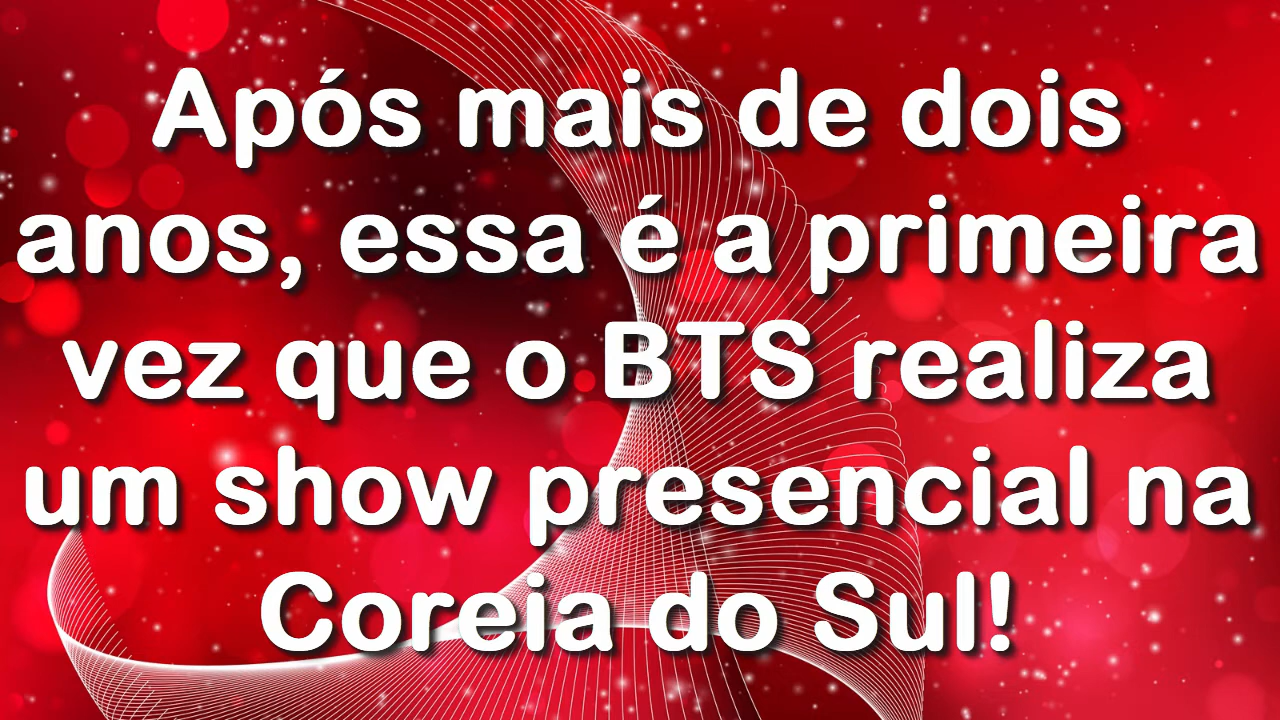 Após mais de dois
anos, essa é a primeira
vez que o BTS realiza
um show presencial na
Coreia do Sul!